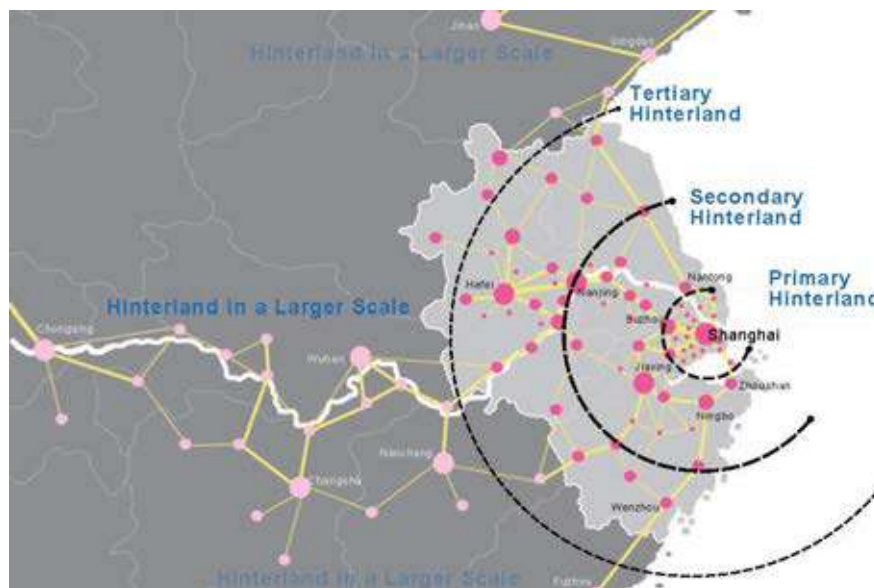 Jinan
Qingdao
Hinterland in a Larger Scale
Tertiary
Hinterland
Secondary
Hinterland
Primary
Hinterland
Nantong
Hefei
Nanjing
Hinterland in a Larger Scale
Chongqing
Shanghai
Wuhan
Jiaxing
Zhoushan
Ningbo
Nanchang
Changsha
Wenzhou
Hinterland in a Larger Scale
Fuzhou